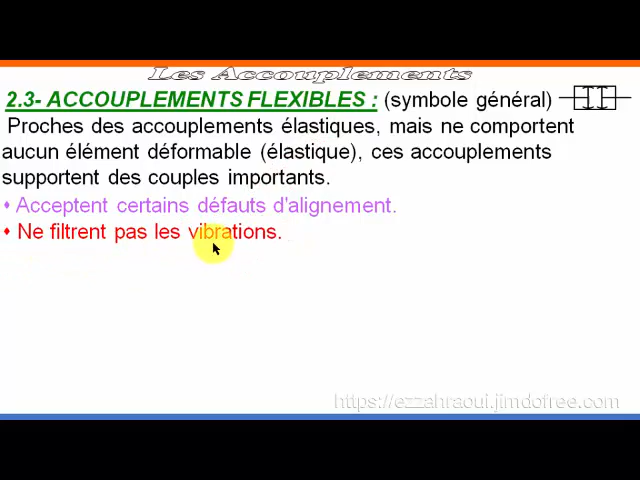 Les Accouplements
2.3- ACCOUPLEMENTS FLEXIBLES : (symbole général)
Proches des accouplements élastiques, mais ne comportent
aucun élément déformable (élastique), ces accouplements
supportent des couples importants.
• Acceptent certains défauts d'alignement.
• Ne filtrent pas les vibrations.
https://ezzahraoui.jimdofree.com